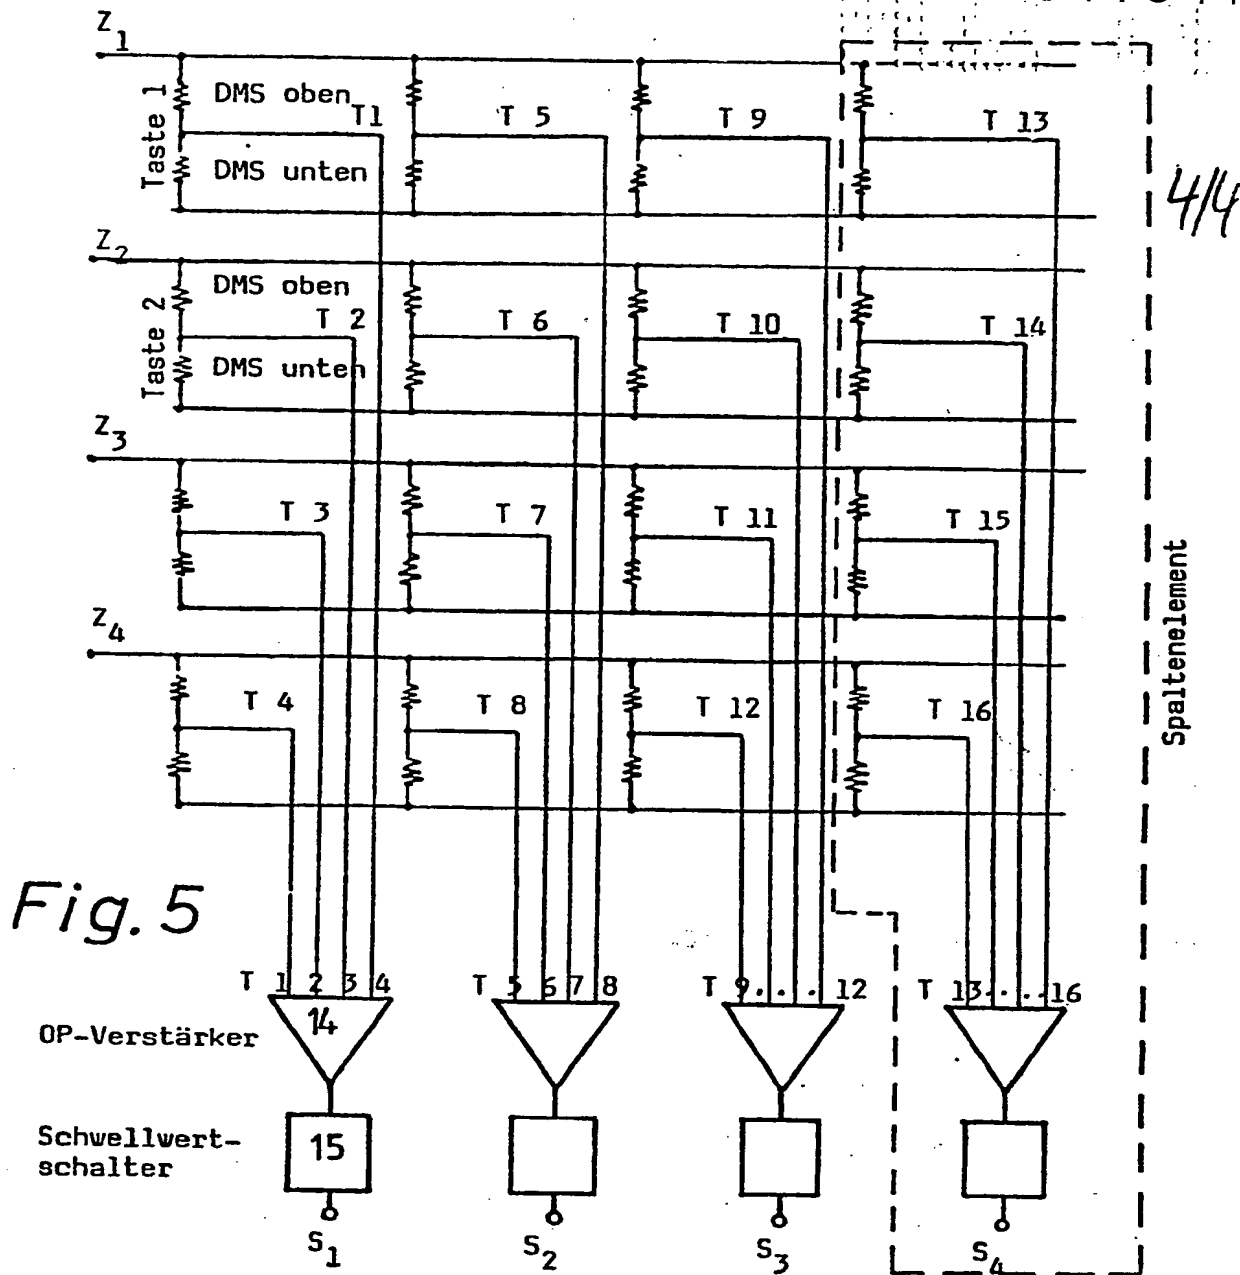 Z1
Taste 1
DMS oben
T1
T 5
T 9
T 13
DMS unten
4/4
Z2
Taste 2
DMS oben
T 2
T 6
T 10
T 14
DMS unten
Z3
T 3
T 7
T 11
T 15
Spaltenelement
Z4
T 4
T 8
T 12
T 16
Fig. 5
T 1 2 3 4
T 5 6 7 8
T 9....12
T 13....16
OP-Verstärker
14
Schwellwert-
schalter
15
S1
S2
S3
S4